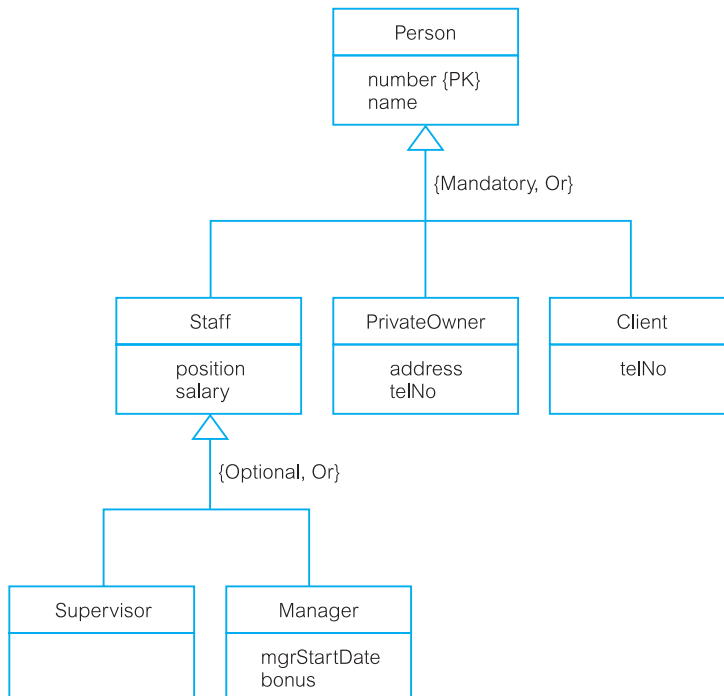 Person
number {PK}
name
{Mandatory, Or}
Staff
position
salary
PrivateOwner
address
telNo
Client
telNo
{Optional, Or}
Supervisor
Manager
mgrStartDate
bonus